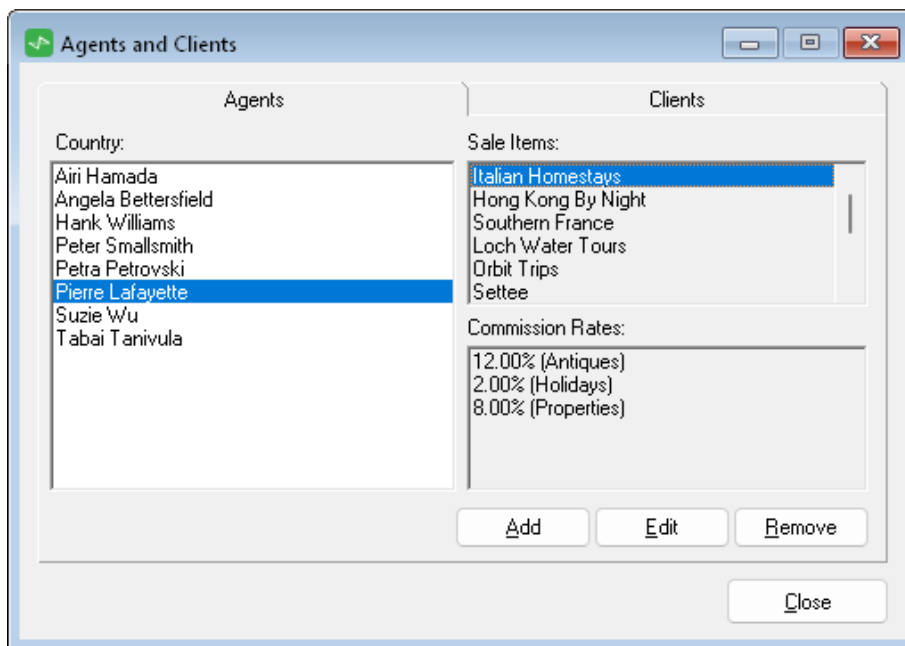 Agents and Clients
Agents
Clients
Country:
Airi Hamada
Angela Bettersfield
Hank Williams
Peter Smallsmith
Petra Petrovski
Pierre Lafayette
Suzie Wu
Tabai Tanivula
Sale Items:
Italian Homestays
Hong Kong By Night
Southern France
Loch Water Tours
Orbit Trips
Settee
Commission Rates:
12.00% (Antiques)
2.00% (Holidays)
8.00% (Properties)
Add
Edit
Remove
Close